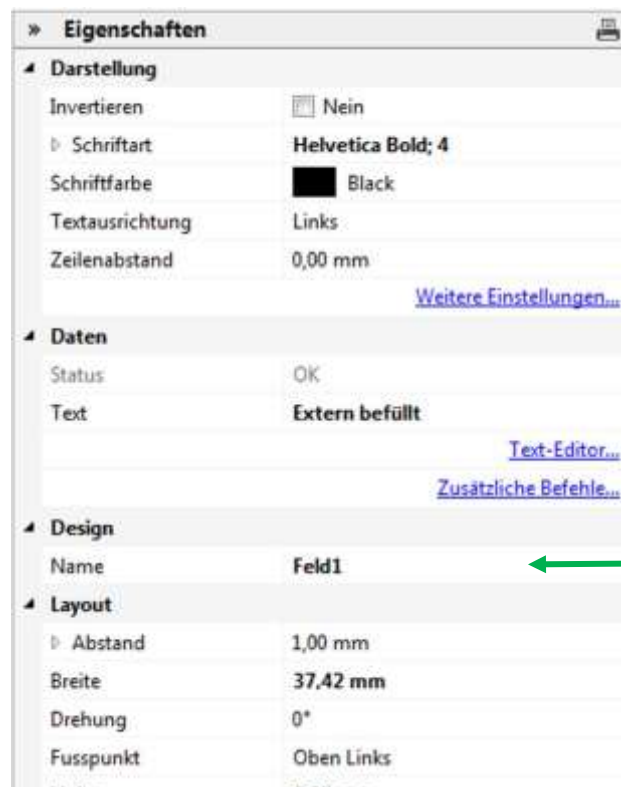 » Eigenschaften
Darstellung
Invertieren Nein
Schriftart Helvetica Bold; 4
Schriftfarbe Black
Textausrichtung Links
Zeilenabstand 0,00 mm
Weitere Einstellungen...
Daten
Status OK
Text Extern befüllt
Text-Editor...
Zusätzliche Befehle...
Design
Name Feld1
Layout
Abstand 1,00 mm
Breite 37,42 mm
Drehung 0°
Fusspunkt Oben Links